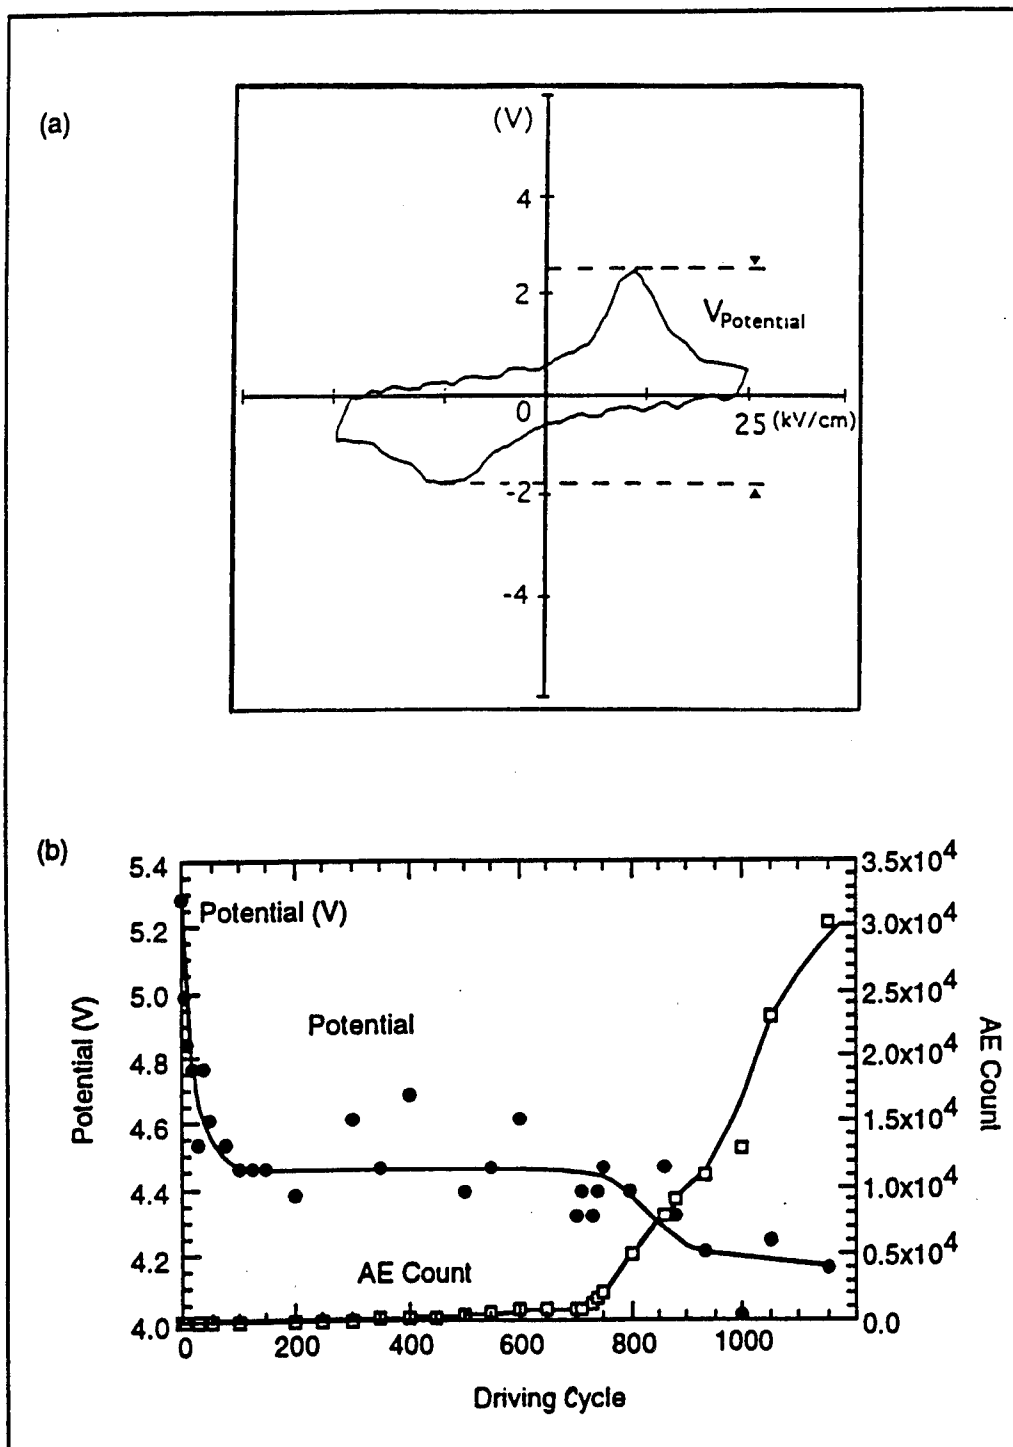 (a)
(V)
4
2
V Potential
0
25 (kV/cm)
-2
-4
(b)
5.4
5.2
5.0
4.8
4.6
4.4
4.2
4.0
Potential (V)
Potential (V)
Potential
AE Count
3.5x10^4
3.0x10^4
2.5x10^4
2.0x10^4
1.5x10^4
1.0x10^4
0.5x10^4
0.0
AE Count
0 200 400 600 800 1000
Driving Cycle